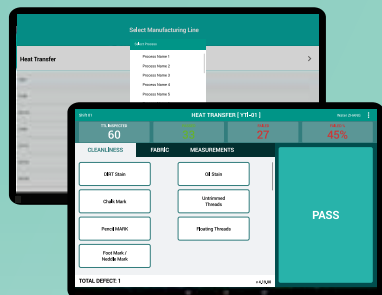 Select Manufacturing Line
Select Process
Process Name 1
Process Name 2
Process Name 3
Process Name 4
Process Name 5
Heat Transfer
HEAT TRANSFER [ YTI-01 ]
60
27
45%
CLEANLINESS FABRIC MEASUREMENTS
DIRT Stain
Oil Stain
Chalk Mark
Untrimmed
Threads
Pencil MARK
Floating Threads
Foot Mark /
Neddle Mark
PASS
TOTAL DEFECT: 1